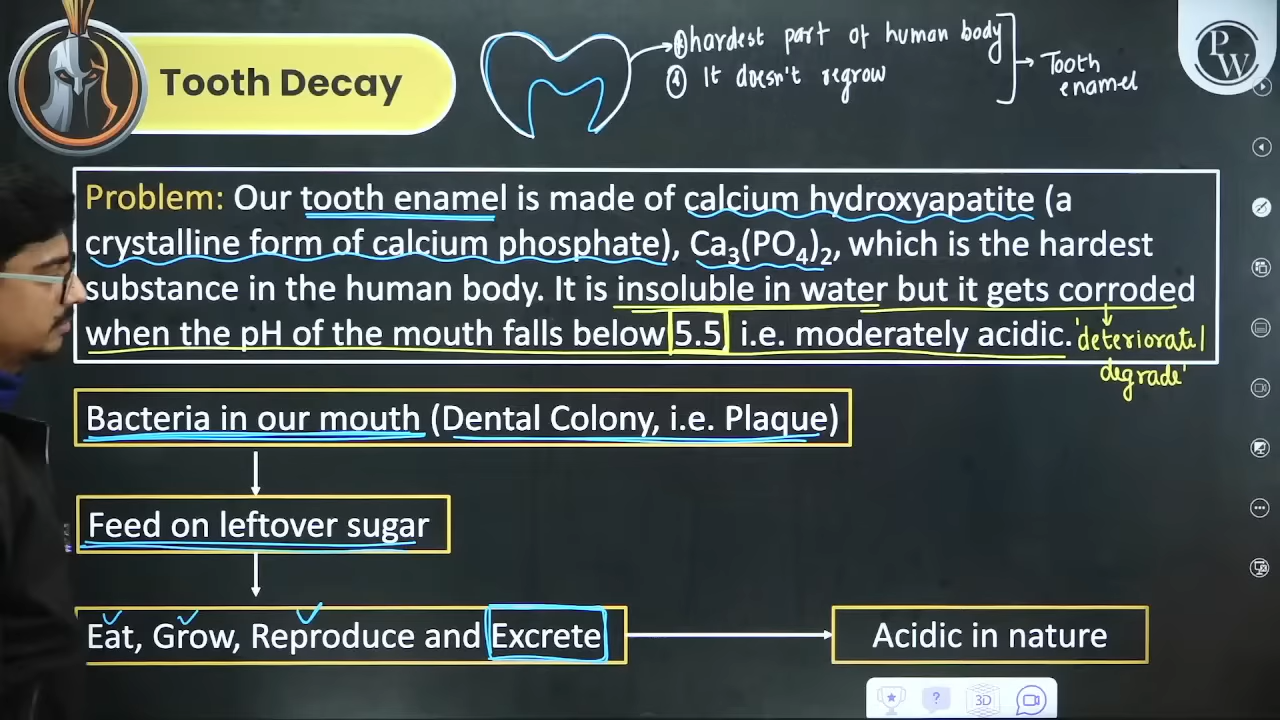 Tooth Decay
① hardest part of human body
② It doesn't regrow
Tooth
enamel
PW
Problem: Our tooth enamel is made of calcium hydroxyapatite (a
crystalline form of calcium phosphate), Ca₃(PO₄)₂, which is the hardest
substance in the human body. It is insoluble in water but it gets corroded
when the pH of the mouth falls below 5.5 i.e. moderately acidic.
'deteriorate/
degrade'
Bacteria in our mouth (Dental Colony, i.e. Plaque)
Feed on leftover sugar
Eat, Grow, Reproduce and Excrete
Acidic in nature
?
3D